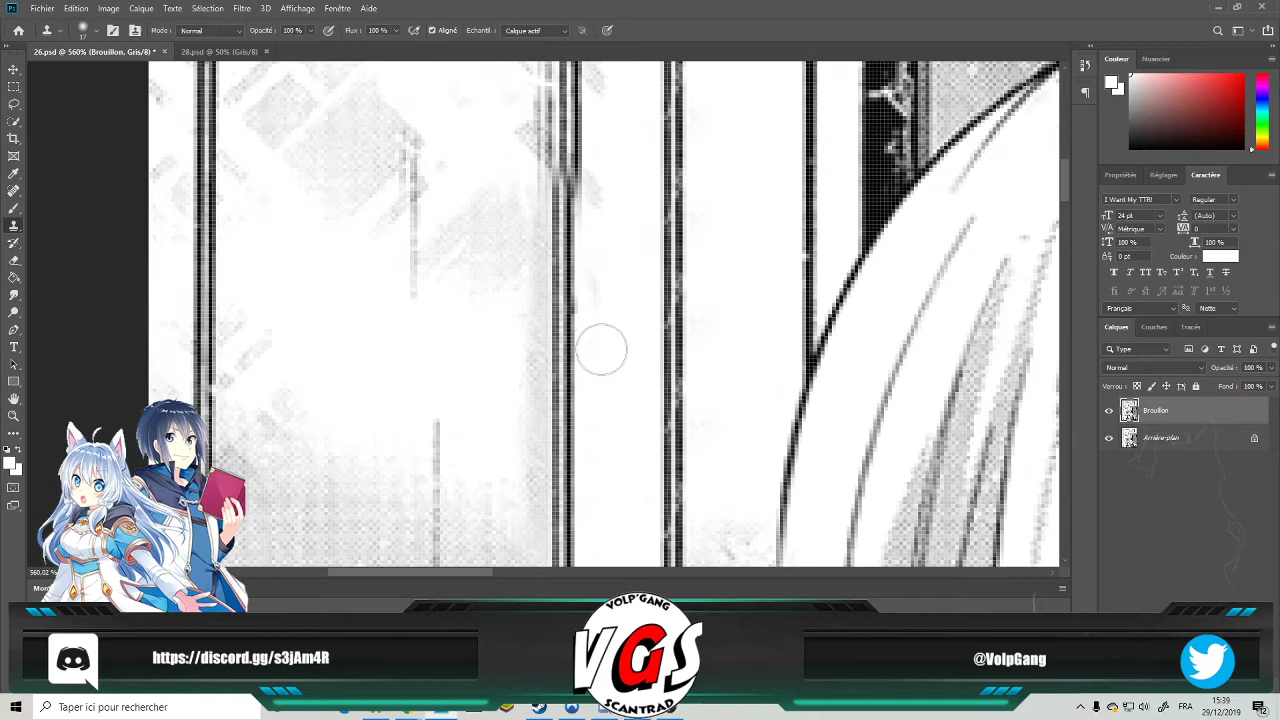 Fichier Edition Image Calque Texte Sélection Filtre 3D Affichage Fenêtre Aide
Mode : Normal Opacité : 100 % Flux : 100 % Aligné Echantil. : Calque actif
26.psd @ 560% (Brouillon, Gris/8) * 28.psd @ 50% (Gris/8)
Couleur Nuancier
Propriétés Réglages Caractère
I Want My TTR! Regular
24 pt (Auto)
Métrique 0
100 % 100 %
0 pt Couleur :
Français Netteté
Calques Couches Tracés
Type
Normal Opacité : 100 %
Verrou : Fond : 100 %
Brouillon
Arrière-plan
VOLP'GANG
VGS
SCANTRAD
https://discord.gg/s3jAm4R
@VolpGang
Taper ici pour rechercher
FRA 15:39
29/12/2019